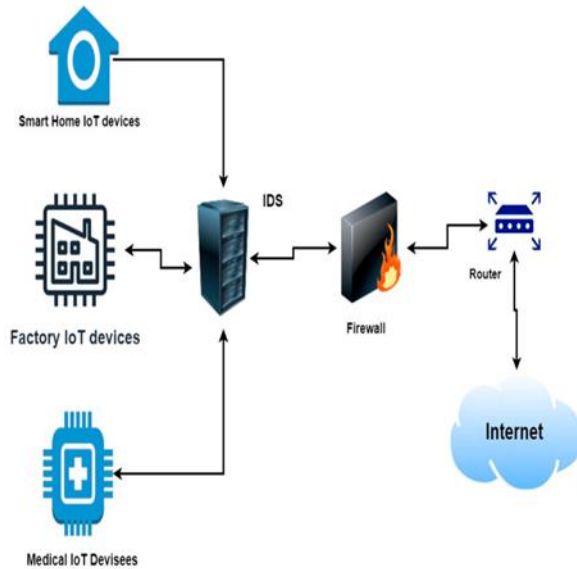 Smart Home IoT devices
IDS
Factory IoT devices
Firewall
Router
Internet
Medical IoT Devisees